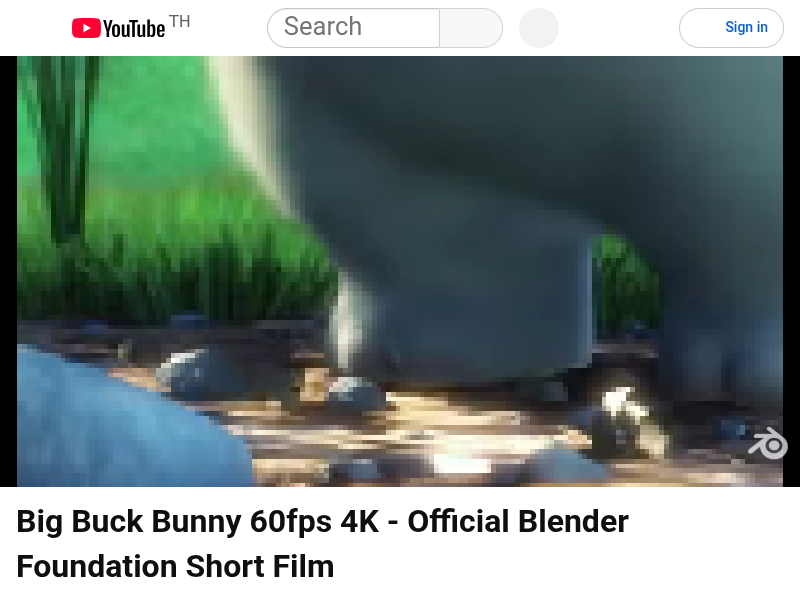 YouTube TH
Search
Sign in
Big Buck Bunny 60fps 4K - Official Blender
Foundation Short Film